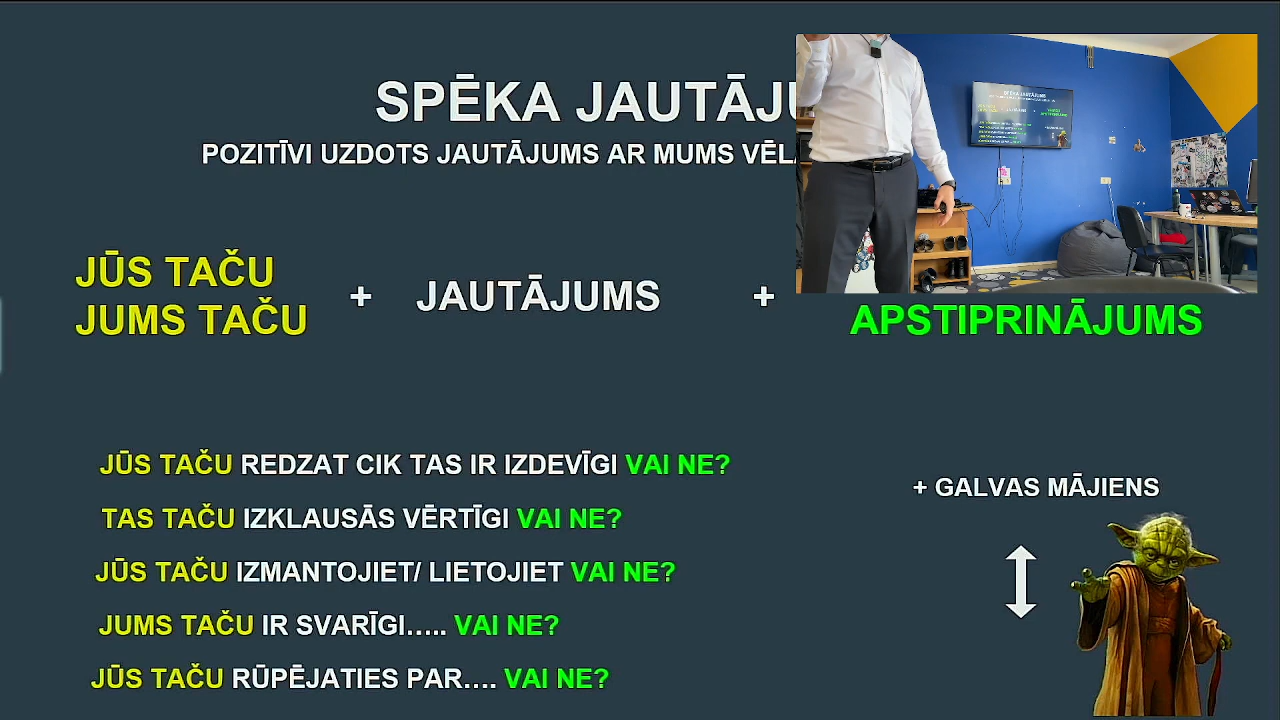 SPĒKA JAUTĀJU
POZITĪVI UZDOTS JAUTĀJUMS AR MUMS VĒL
JŪS TAČU
JUMS TAČU
+ JAUTĀJUMS +
APSTIPRINĀJUMS
JŪS TAČU REDZAT CIK TAS IR IZDEVĪGI VAI NE?
TAS TAČU IZKLAUSĀS VĒRTĪGI VAI NE?
JŪS TAČU IZMANTOJIET/ LIETOJIET VAI NE?
JUMS TAČU IR SVARĪGI..... VAI NE?
JŪS TAČU RŪPĒJATIES PAR.... VAI NE?
+ GALVAS MĀJIENS